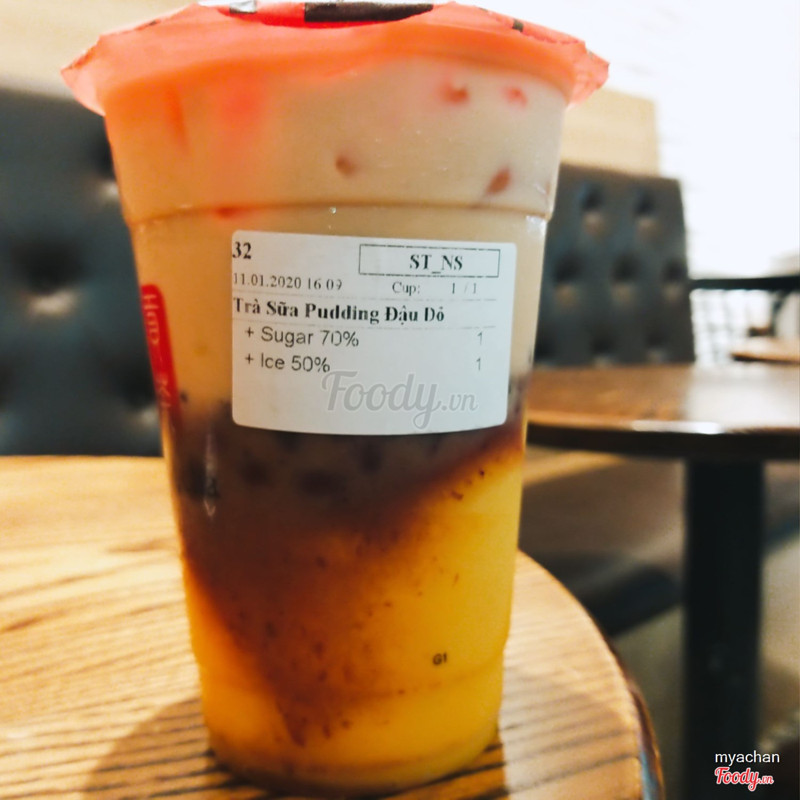 32
ST_NS
11.01.2020 16 09
Cup: 1 / 1
Trà Sữa Pudding Đậu Đỏ
+ Sugar 70% 1
+ Ice 50% 1
Foody.vn
G1
myachan
Foody.vn